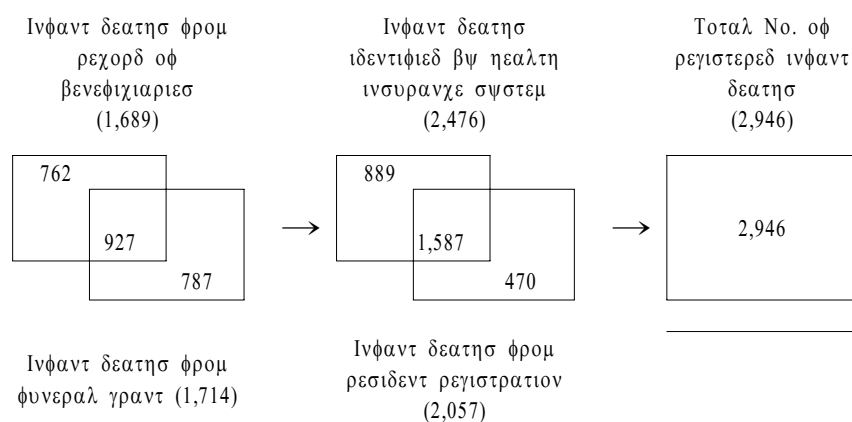 Ινφαντ δεατησ φρομ
ρεχορδ οφ
βενεφιχιαριεσ
(1,689)
Ινφαντ δεατησ
ιδεντιφιεδ βψ ηεαλτη
ινσυρανχε σψστεμ
(2,476)
Τοταλ Νο. οφ
ρεγιστερεδ ινφαντ
δεατησ
(2,946)
762
927
787
→
889
1,587
470
→
2,946
Ινφαντ δεατησ φρομ
φυνεραλ γραντ (1,714)
Ινφαντ δεατησ φρομ
ρεσιδεντ ρεγιστρατιον
(2,057)